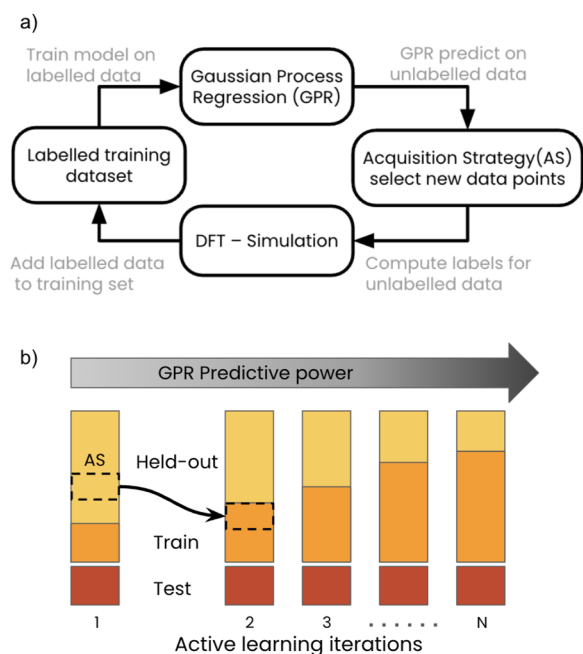 a)
Train model on
labelled data
GPR predict on
unlabelled data
Gaussian Process
Regression (GPR)
Labelled training
dataset
Acquisition Strategy(AS)
select new data points
DFT – Simulation
Add labelled data
to training set
Compute labels for
unlabelled data
b)
GPR Predictive power
AS
Held-out
Train
Test
1
2
3
N
Active learning iterations